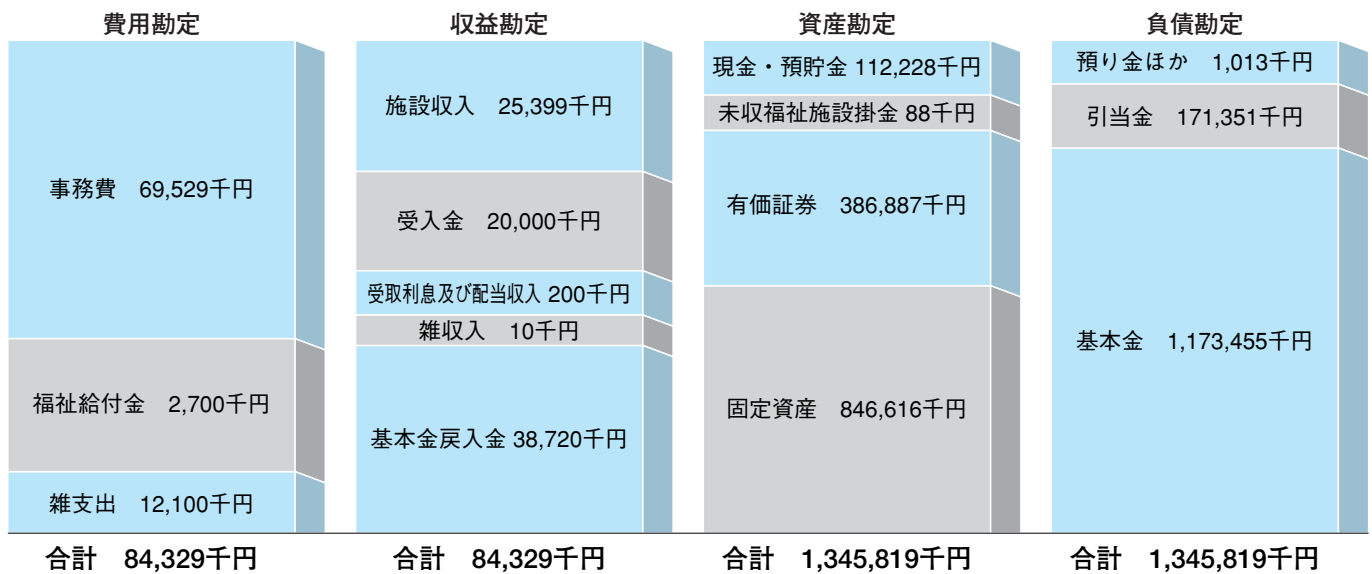 費用勘定
事務費　69,529千円
福祉給付金　2,700千円
雑支出　12,100千円
合計　84,329千円
収益勘定
施設収入　25,399千円
受入金　20,000千円
受取利息及び配当収入 200千円
雑収入　10千円
基本金戻入金 38,720千円
合計　84,329千円
資産勘定
現金・預貯金 112,228千円
未収福祉施設掛金 88千円
有価証券　386,887千円
固定資産　846,616千円
合計　1,345,819千円
負債勘定
預り金ほか　1,013千円
引当金　171,351千円
基本金　1,173,455千円
合計　1,345,819千円